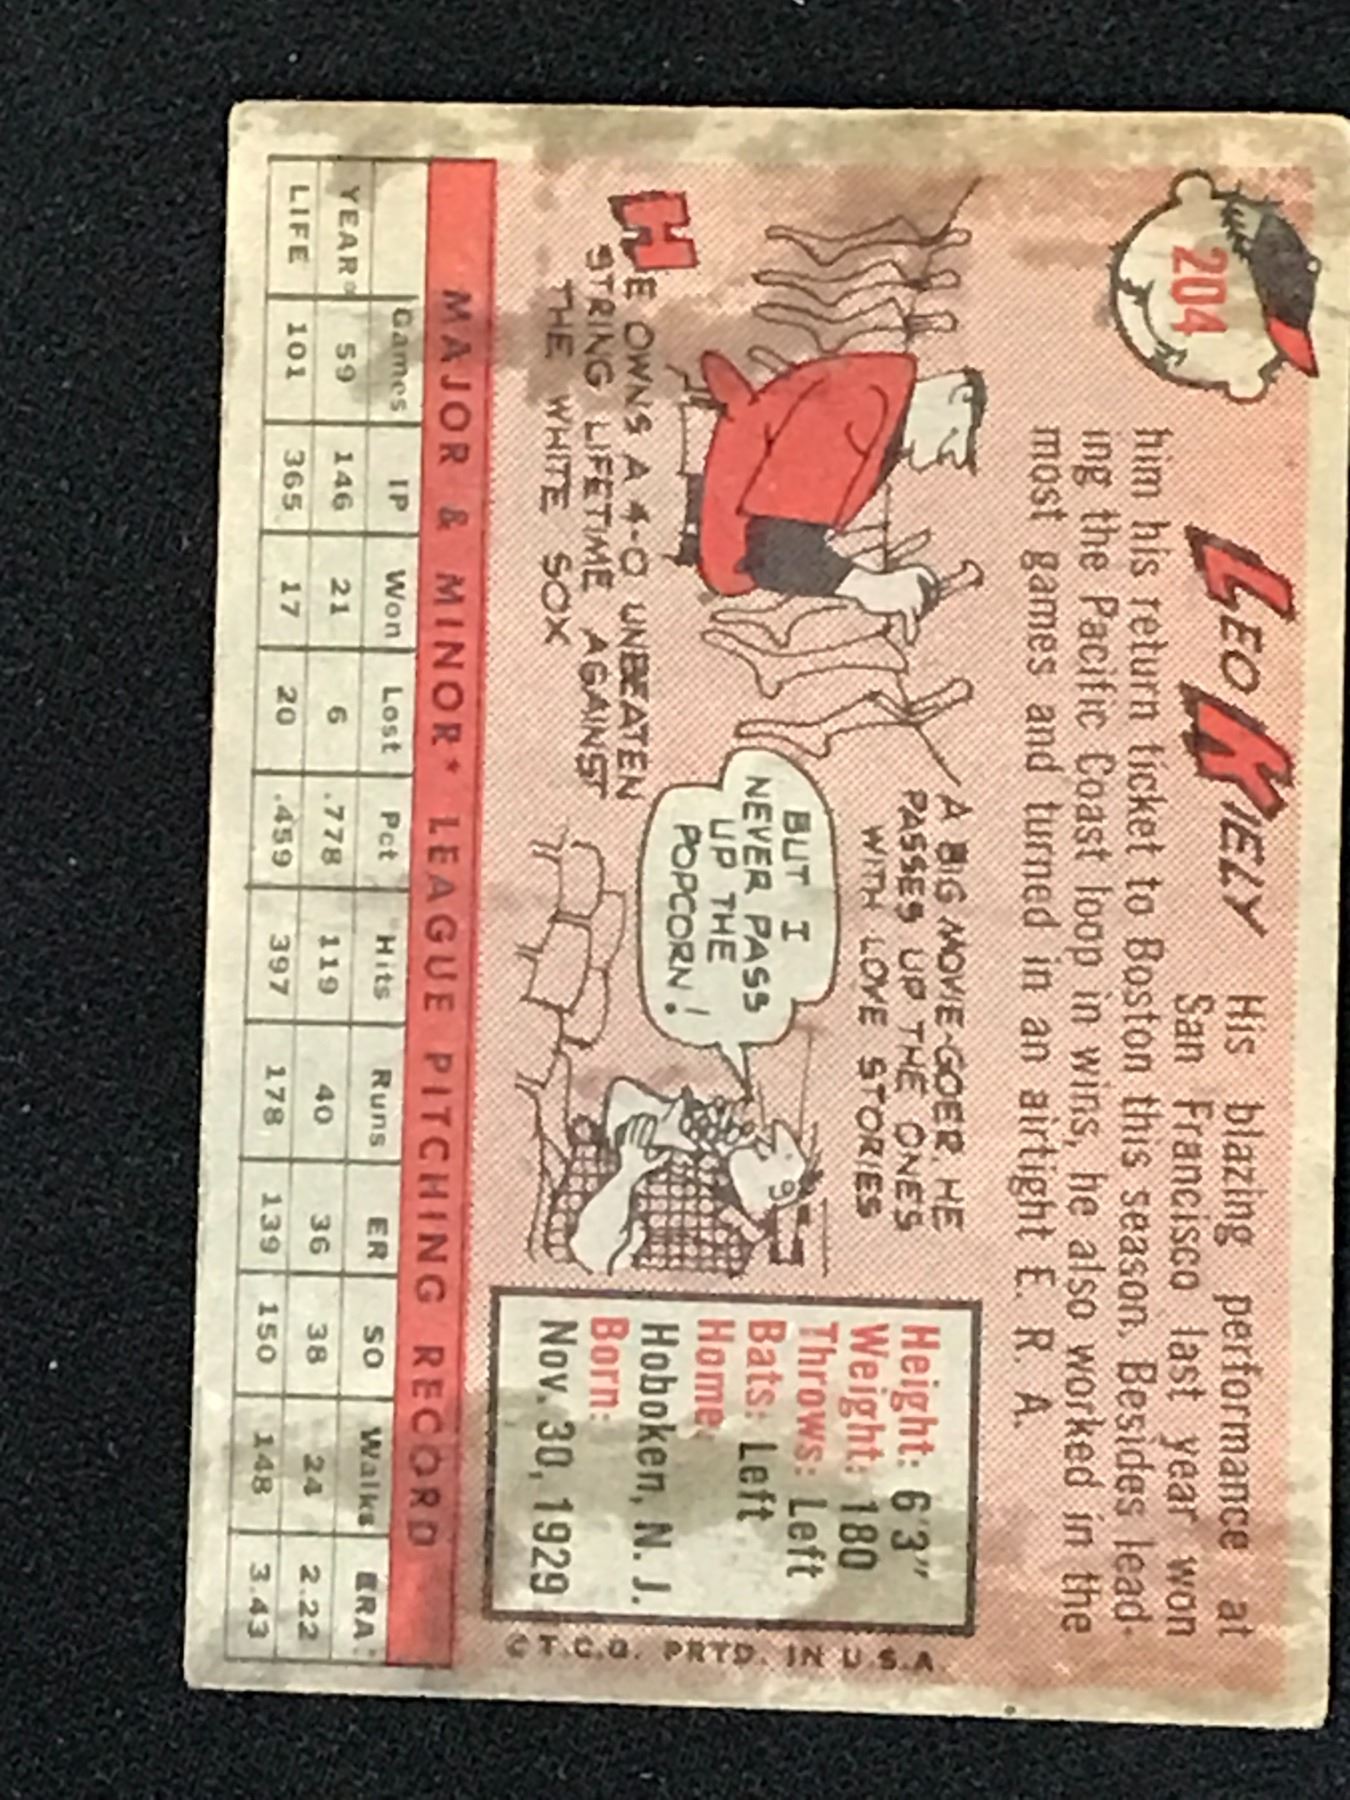 204
LEO KIELY
His blazing performance at
San Francisco last year won
him his return ticket to Boston this season. Besides lead-
ing the Pacific Coast loop in wins, he also worked in the
most games and turned in an airtight E. R. A.
A BIG MOVIE-GOER, HE
PASSES UP THE ONES
WITH LOVE STORIES
BUT I
NEVER PASS
UP THE
POPCORN!
HE OWNS A 4-0 UNBEATEN
STRING LIFETIME AGAINST
THE WHITE SOX
Height: 6'3"
Weight: 180
Throws: Left
Bats: Left
Home:
Hoboken, N. J.
Born:
Nov. 30, 1929
© T.C.G. PRTD. IN U.S.A.
MAJOR & MINOR* LEAGUE PITCHING RECORD
Games IP Won Lost Pct Hits Runs ER SO Walks ERA
YEAR* 59 146 21 6 .778 119 40 36 38 24 2.22
LIFE 101 365 17 20 .459 397 178 139 150 148 3.43